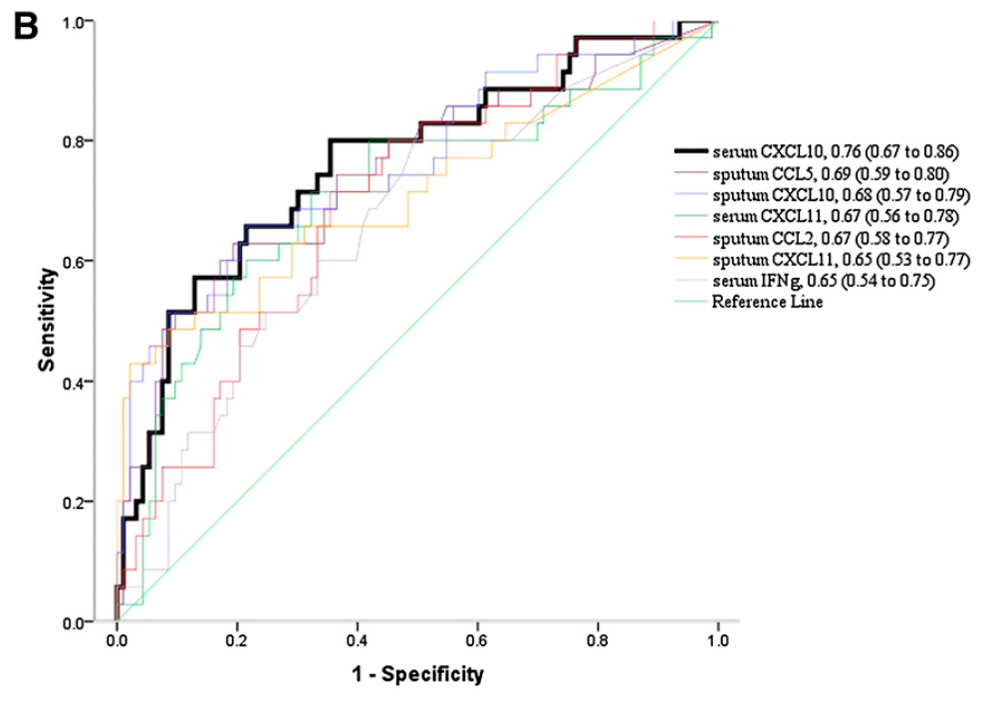 B
1.0
0.8
0.6
0.4
0.2
0.0
Sensitivity
0.0 0.2 0.4 0.6 0.8 1.0
1 - Specificity
serum CXCL10, 0.76 (0.67 to 0.86)
sputum CCL5, 0.69 (0.59 to 0.80)
sputum CXCL10, 0.68 (0.57 to 0.79)
serum CXCL11, 0.67 (0.56 to 0.78)
sputum CCL2, 0.67 (0.58 to 0.77)
sputum CXCL11, 0.65 (0.53 to 0.77)
serum IFNg, 0.65 (0.54 to 0.75)
Reference Line